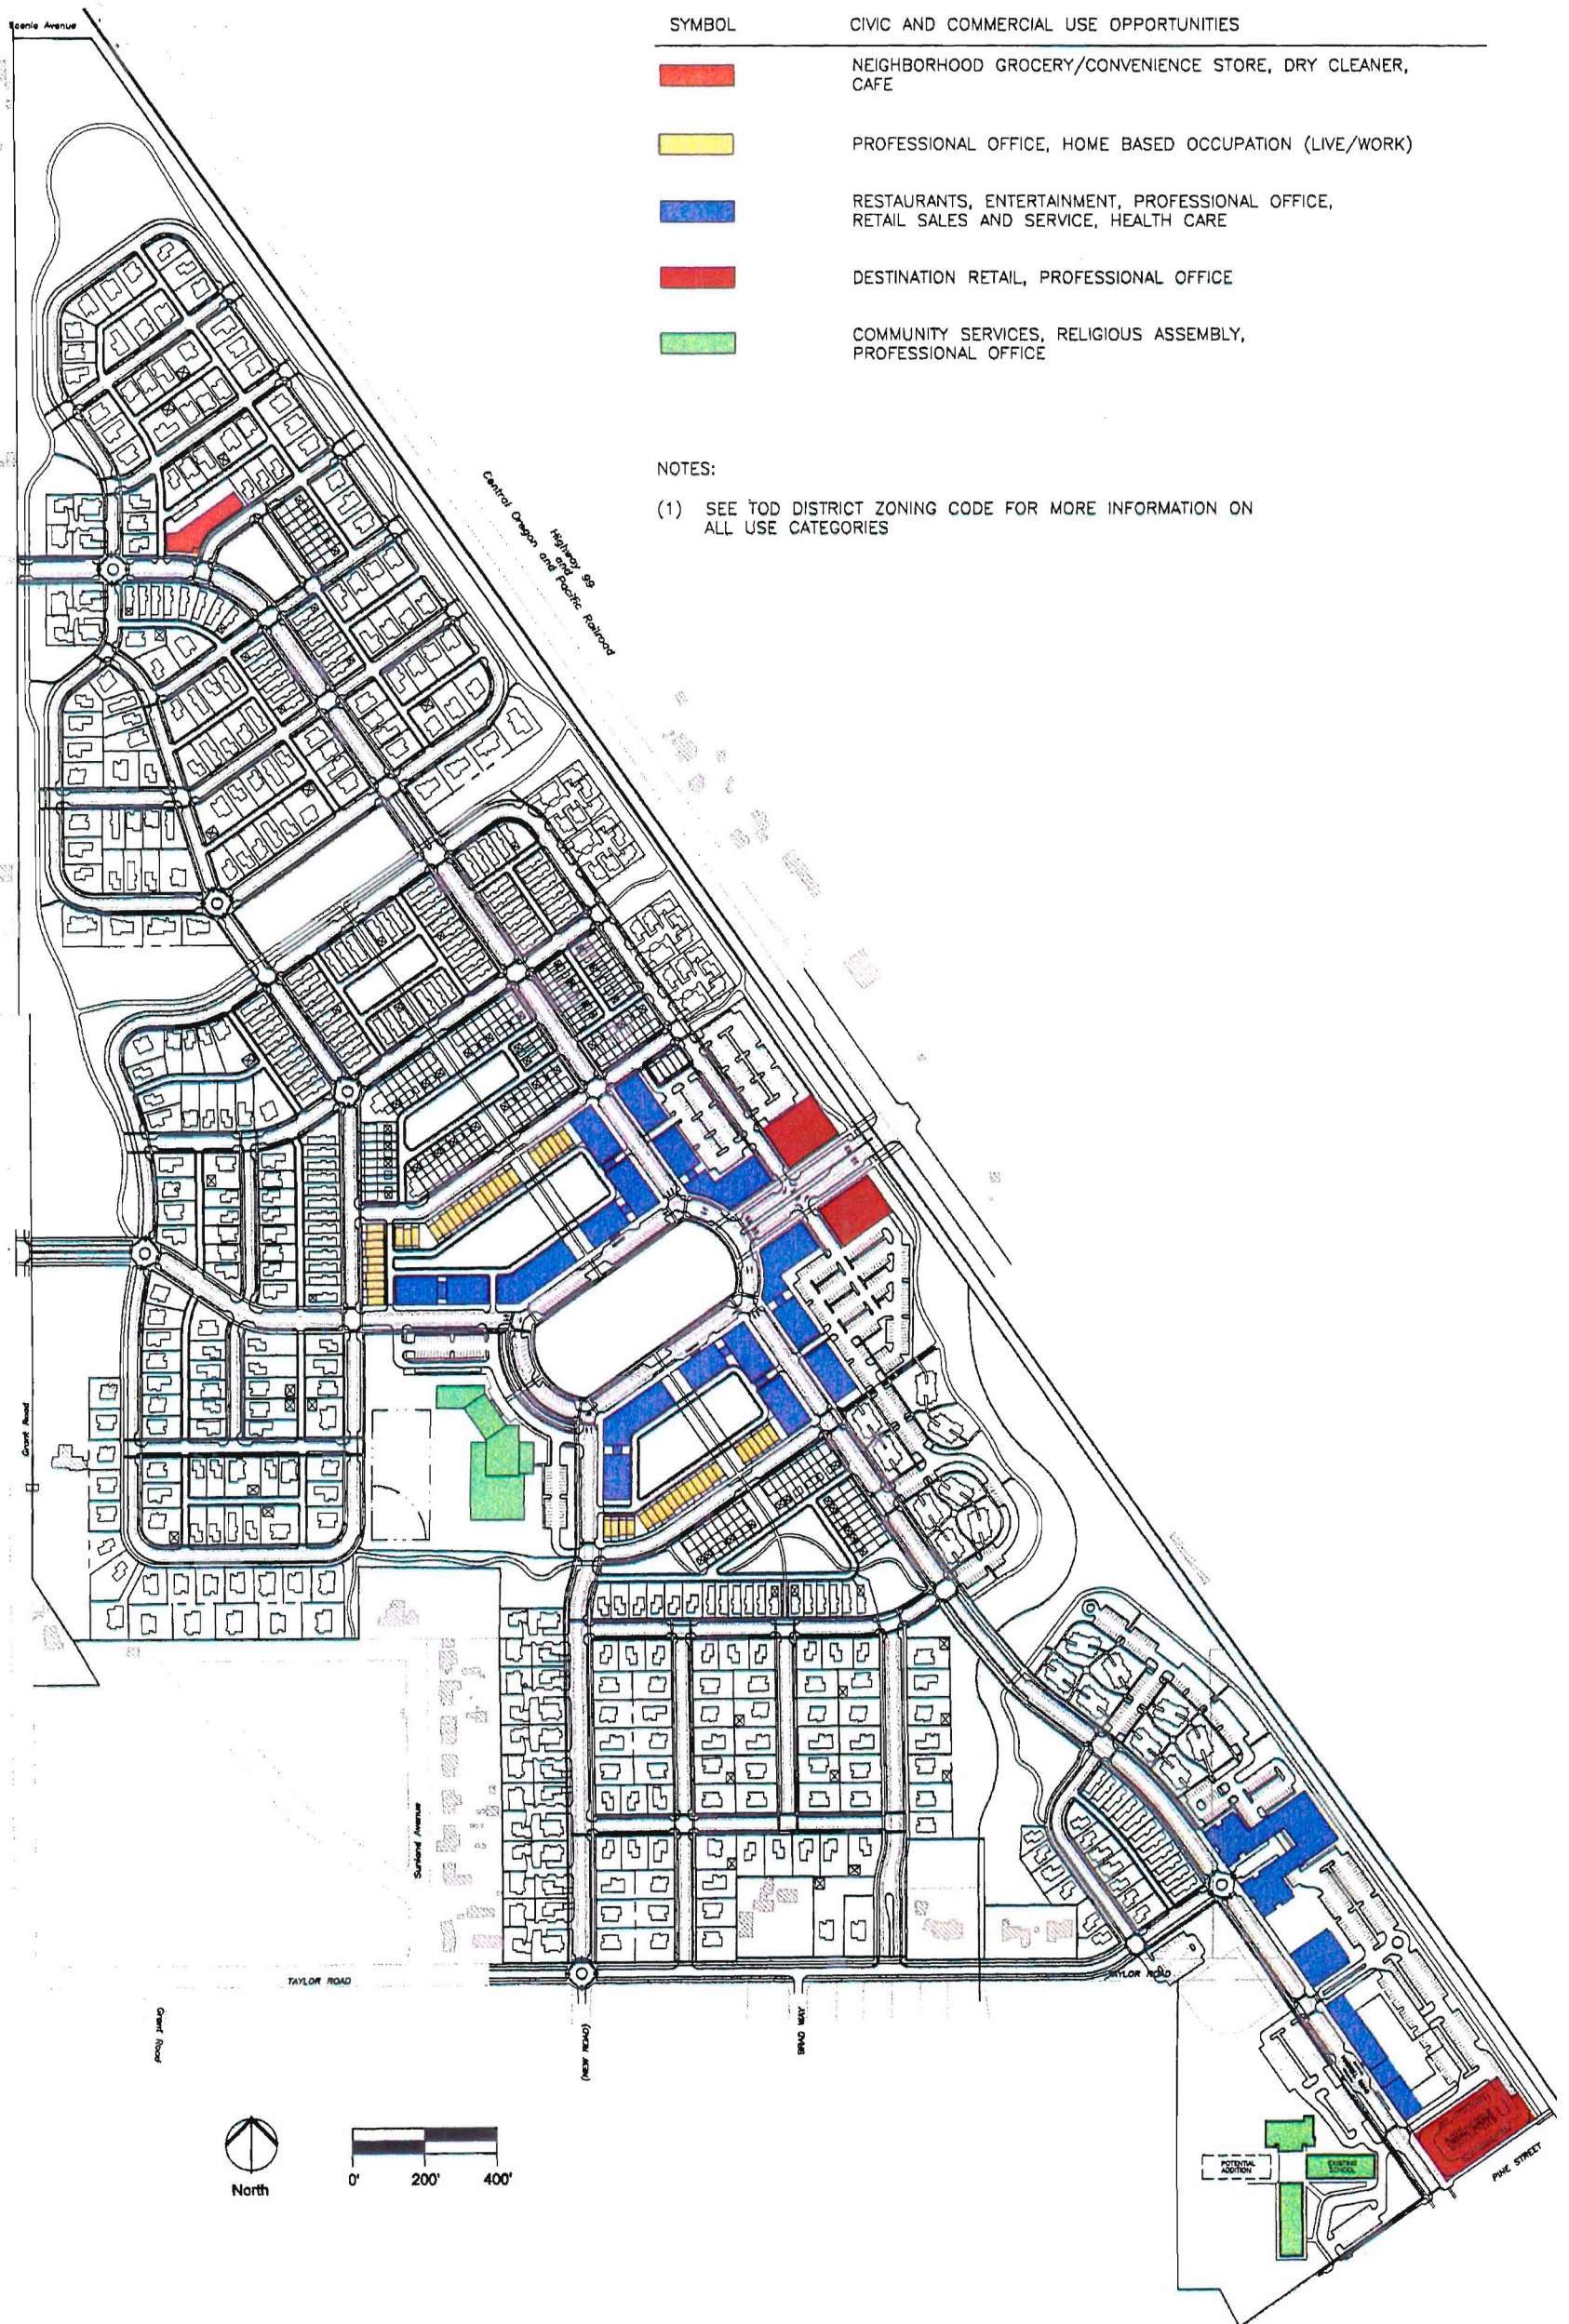 Scenic Avenue
SYMBOL
CIVIC AND COMMERCIAL USE OPPORTUNITIES
NEIGHBORHOOD GROCERY/CONVENIENCE STORE, DRY CLEANER,
CAFE
PROFESSIONAL OFFICE, HOME BASED OCCUPATION (LIVE/WORK)
RESTAURANTS, ENTERTAINMENT, PROFESSIONAL OFFICE,
RETAIL SALES AND SERVICE, HEALTH CARE
DESTINATION RETAIL, PROFESSIONAL OFFICE
COMMUNITY SERVICES, RELIGIOUS ASSEMBLY,
PROFESSIONAL OFFICE
NOTES:
(1) SEE TOD DISTRICT ZONING CODE FOR MORE INFORMATION ON
ALL USE CATEGORIES
Highway 99
and
Central Oregon and Pacific Railroad
Grant Road
Sunland Avenue
TAYLOR ROAD
TAYLOR ROAD
Grant Road
(NEW ROAD)
BRAD WAY
POTENTIAL
ADDITION
EXISTING
SCHOOL
PINE STREET
North
0'
200'
400'